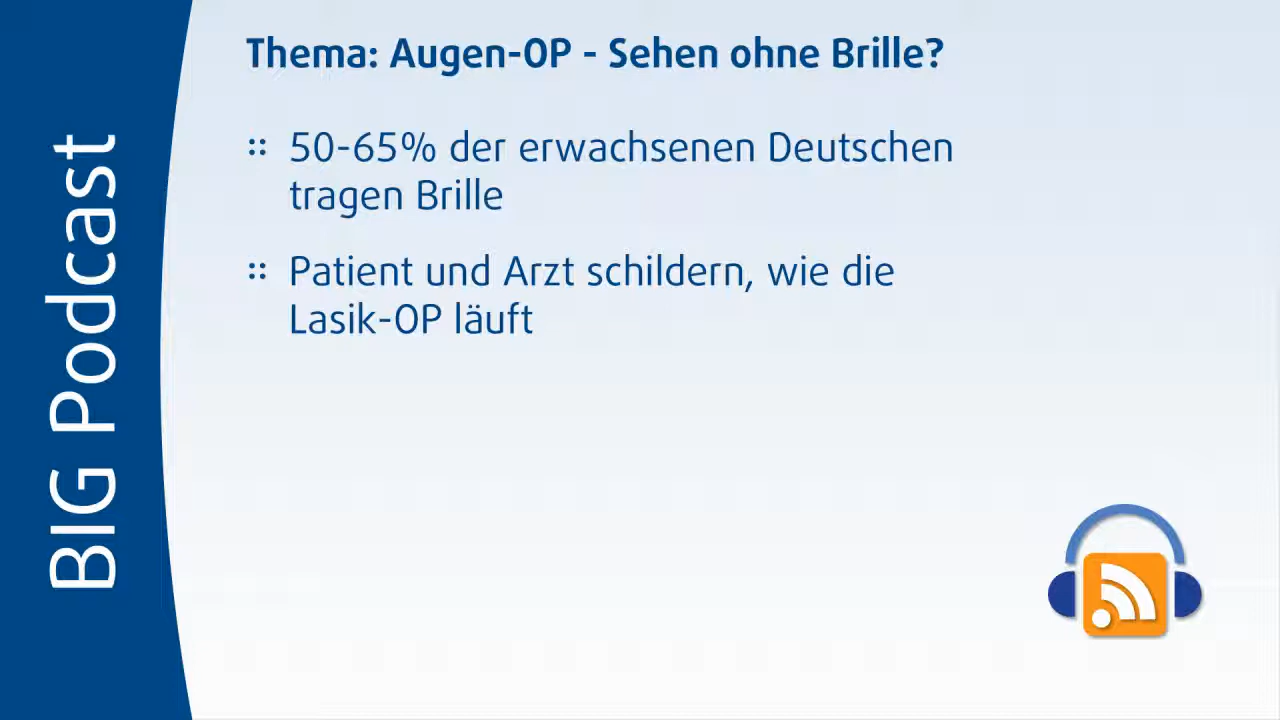 BIG Podcast
Thema: Augen-OP - Sehen ohne Brille?
:: 50-65% der erwachsenen Deutschen
tragen Brille
:: Patient und Arzt schildern, wie die
Lasik-OP läuft